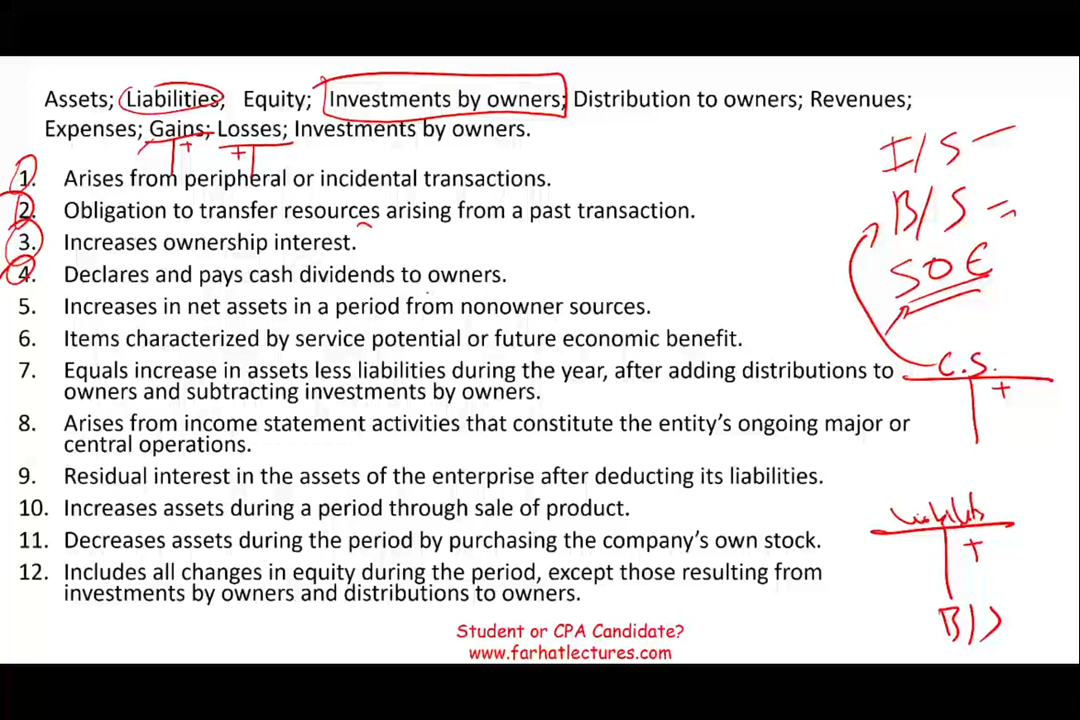 Assets; Liabilities, Equity; Investments by owners; Distribution to owners; Revenues;
Expenses; Gains; Losses; Investments by owners.
1. Arises from peripheral or incidental transactions.
2. Obligation to transfer resources arising from a past transaction.
3. Increases ownership interest.
4. Declares and pays cash dividends to owners.
5. Increases in net assets in a period from nonowner sources.
6. Items characterized by service potential or future economic benefit.
7. Equals increase in assets less liabilities during the year, after adding distributions to
owners and subtracting investments by owners.
8. Arises from income statement activities that constitute the entity’s ongoing major or
central operations.
9. Residual interest in the assets of the enterprise after deducting its liabilities.
10. Increases assets during a period through sale of product.
11. Decreases assets during the period by purchasing the company’s own stock.
12. Includes all changes in equity during the period, except those resulting from
investments by owners and distributions to owners.
Student or CPA Candidate?
www.farhatlectures.com
I/S
B/S
SOE
C.S.
+
+
B/S
+
+